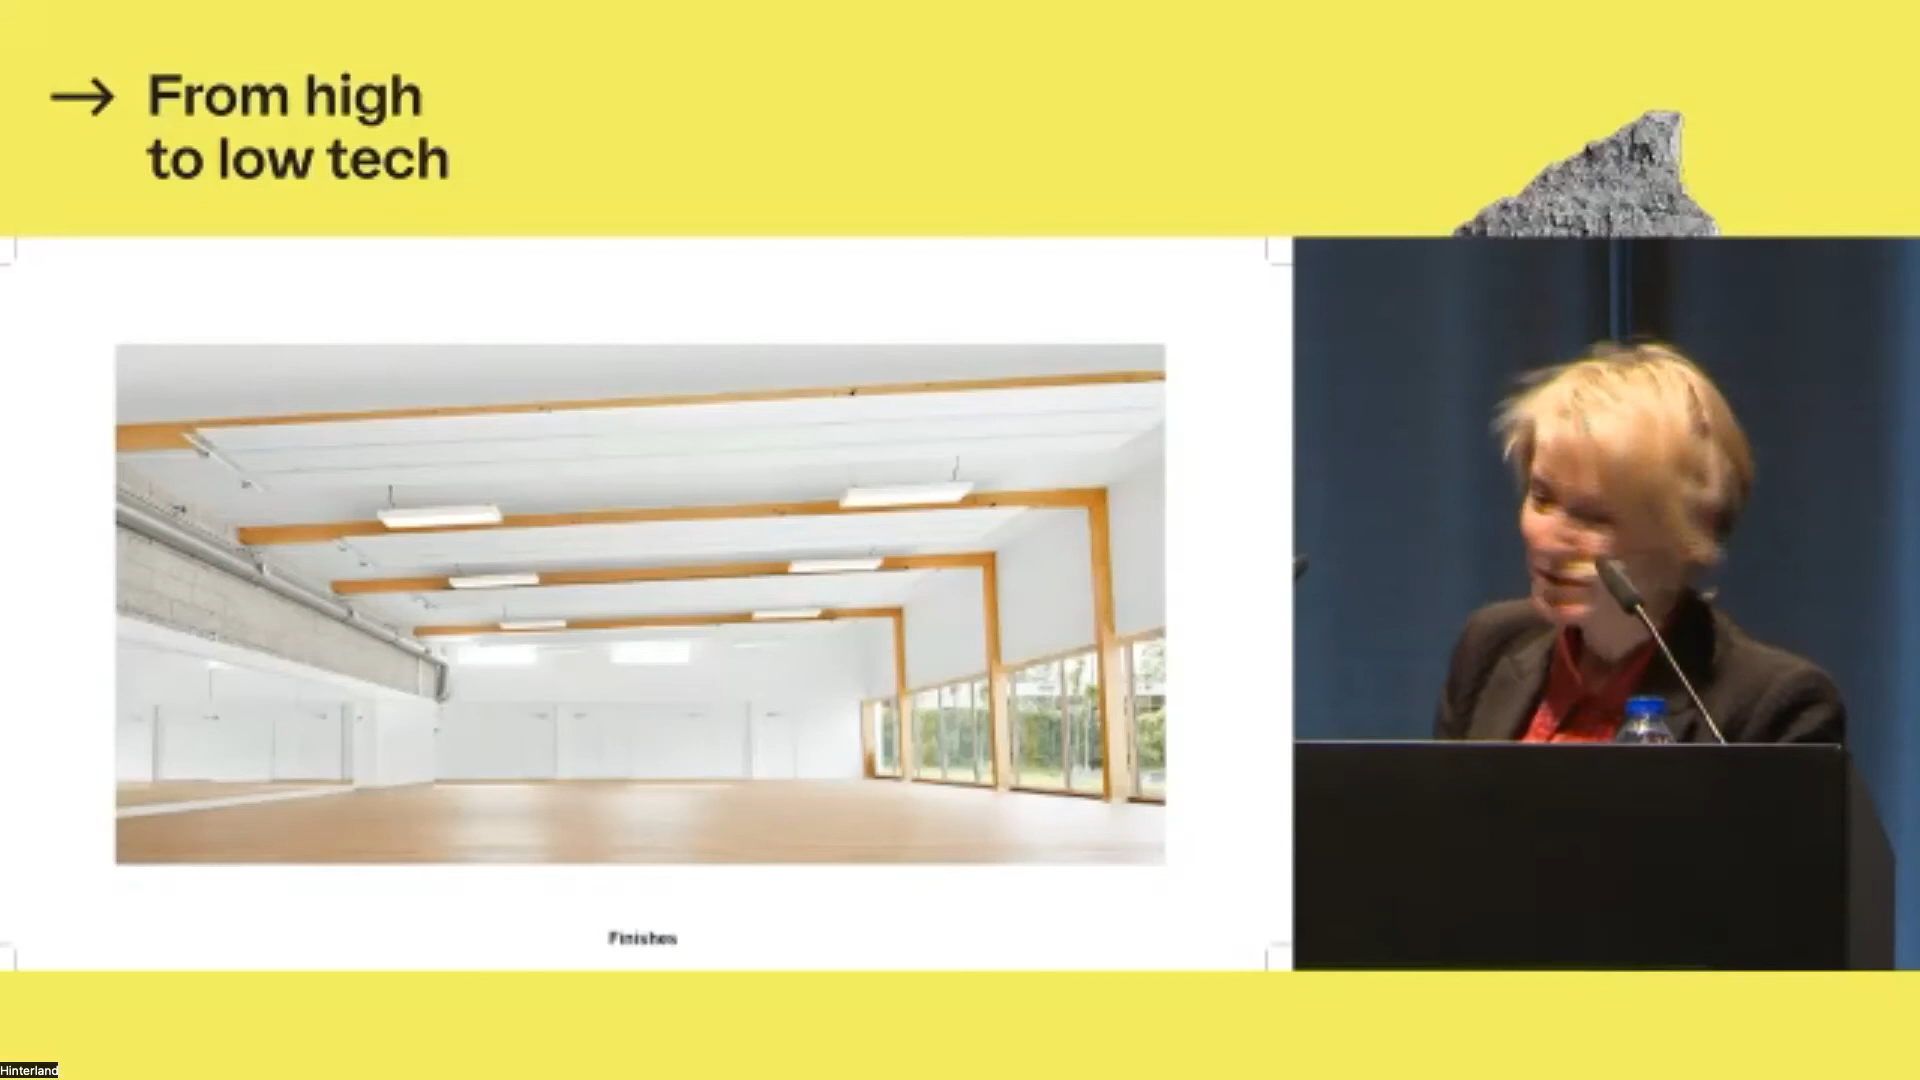 → From high
to low tech
Finishes
Hinterland